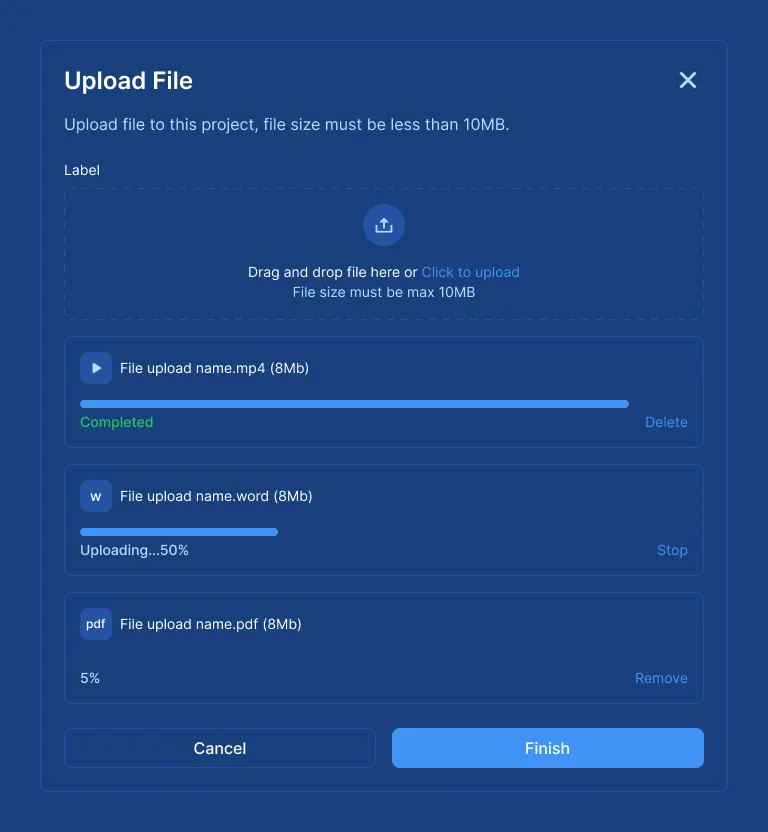 Upload File
Upload file to this project, file size must be less than 10MB.
Label
Drag and drop file here or Click to upload
File size must be max 10MB
File upload name.mp4 (8Mb)
Completed Delete
w File upload name.word (8Mb)
Uploading...50% Stop
pdf File upload name.pdf (8Mb)
5% Remove
Cancel Finish